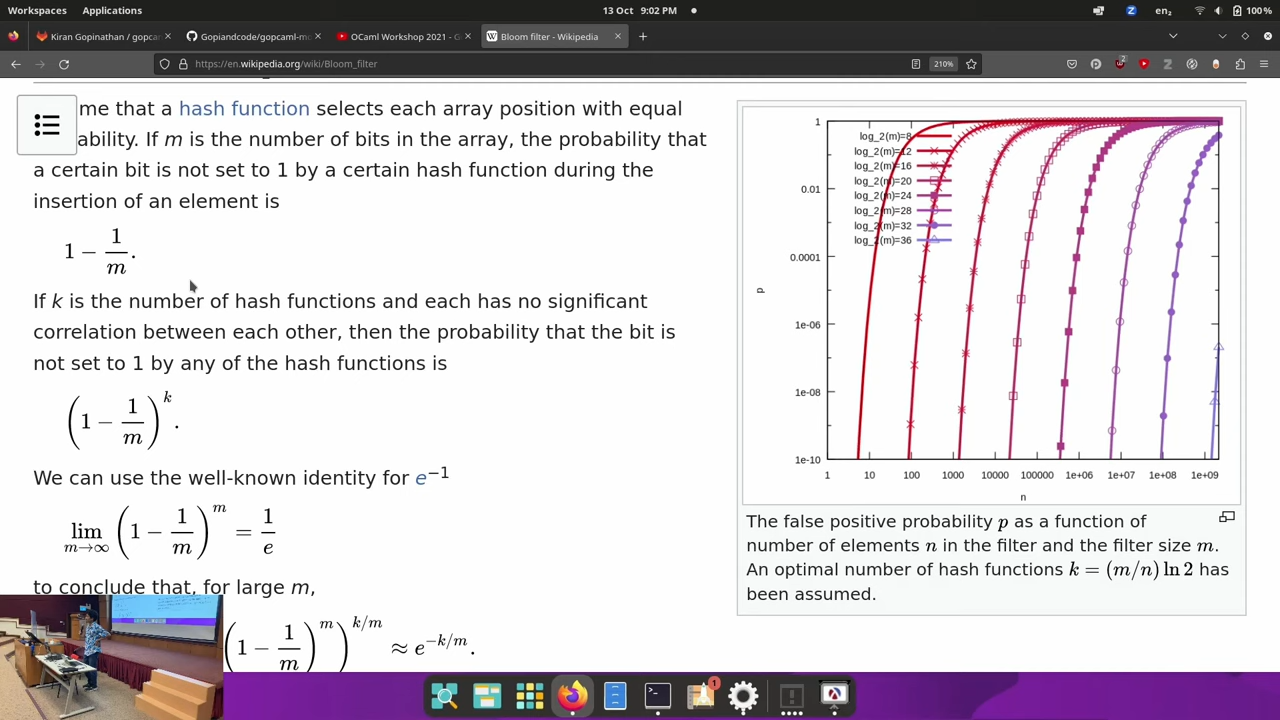 Workspaces Applications 13 Oct 9:02 PM en₂ 100 %
Kiran Gopinathan / gopca Gopiandcode/gopcaml-m OCaml Workshop 2021 - G Bloom filter - Wikipedia
https://en.wikipedia.org/wiki/Bloom_filter 210%
me that a hash function selects each array position with equal
ability. If m is the number of bits in the array, the probability that
a certain bit is not set to 1 by a certain hash function during the
insertion of an element is
1 − 1/m.
If k is the number of hash functions and each has no significant
correlation between each other, then the probability that the bit is
not set to 1 by any of the hash functions is
(1 − 1/m)^k.
We can use the well-known identity for e^−1
lim m→∞ (1 − 1/m)^m = 1/e
to conclude that, for large m,
(1 − 1/m)^m)^k/m ≈ e^−k/m.
1
0.01
0.0001
1e-06
1e-08
1e-10
p
log_2(m)=8
log_2(m)=12
log_2(m)=16
log_2(m)=20
log_2(m)=24
log_2(m)=28
log_2(m)=32
log_2(m)=36
1 10 100 1000 10000 100000 1e+06 1e+07 1e+08 1e+09
n
The false positive probability p as a function of
number of elements n in the filter and the filter size m.
An optimal number of hash functions k = (m/n) ln 2 has
been assumed.
1